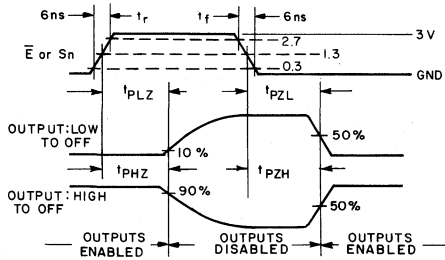 6ns tr tf 6ns
3V
2.7
E̅ or Sn 1.3
0.3
GND
tPLZ tPZL
OUTPUT:LOW
TO OFF
10% 50%
tPHZ tPZH
90%
OUTPUT:HIGH
TO OFF
50%
OUTPUTS ENABLED
OUTPUTS DISABLED
OUTPUTS ENABLED